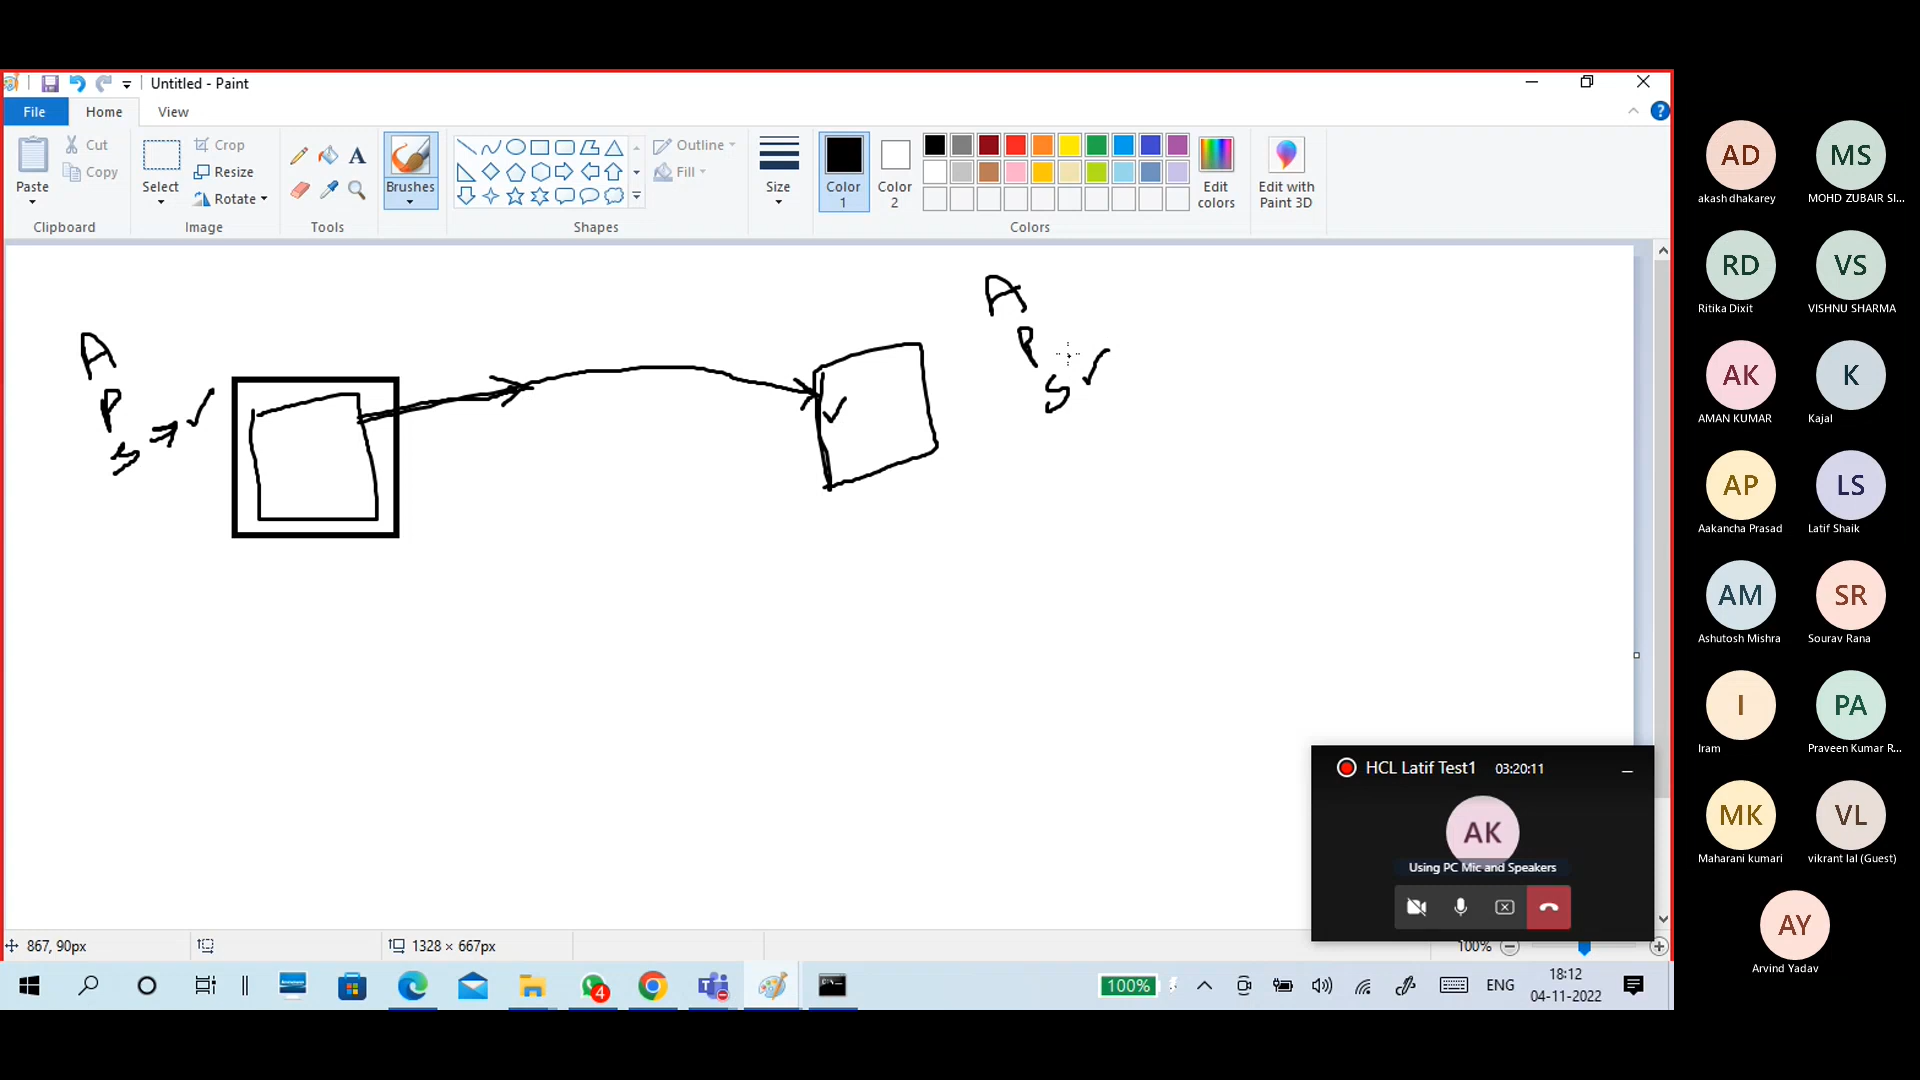 Untitled - Paint
File
Home
View
Cut
Copy
Paste
Clipboard
Crop
Resize
Rotate
Select
Image
A
Tools
Brushes
Shapes
Outline
Fill
Size
Color
1
Color
2
Edit
colors
Colors
Edit with
Paint 3D
A
P
S
A
P
S
867, 90px
1328 × 667px
100%
HCL Latif Test1
03:20:11
AK
Using PC Mic and Speakers
4
100%
ENG
18:12
04-11-2022
AD
akash dhakarey
MS
MOHD ZUBAIR SI...
RD
Ritika Dixit
VS
VISHNU SHARMA
AK
AMAN KUMAR
K
Kajal
AP
Aakancha Prasad
LS
Latif Shaik
AM
Ashutosh Mishra
SR
Sourav Rana
I
Iram
PA
Praveen Kumar R...
MK
Maharani kumari
VL
vikrant lal (Guest)
AY
Arvind Yadav